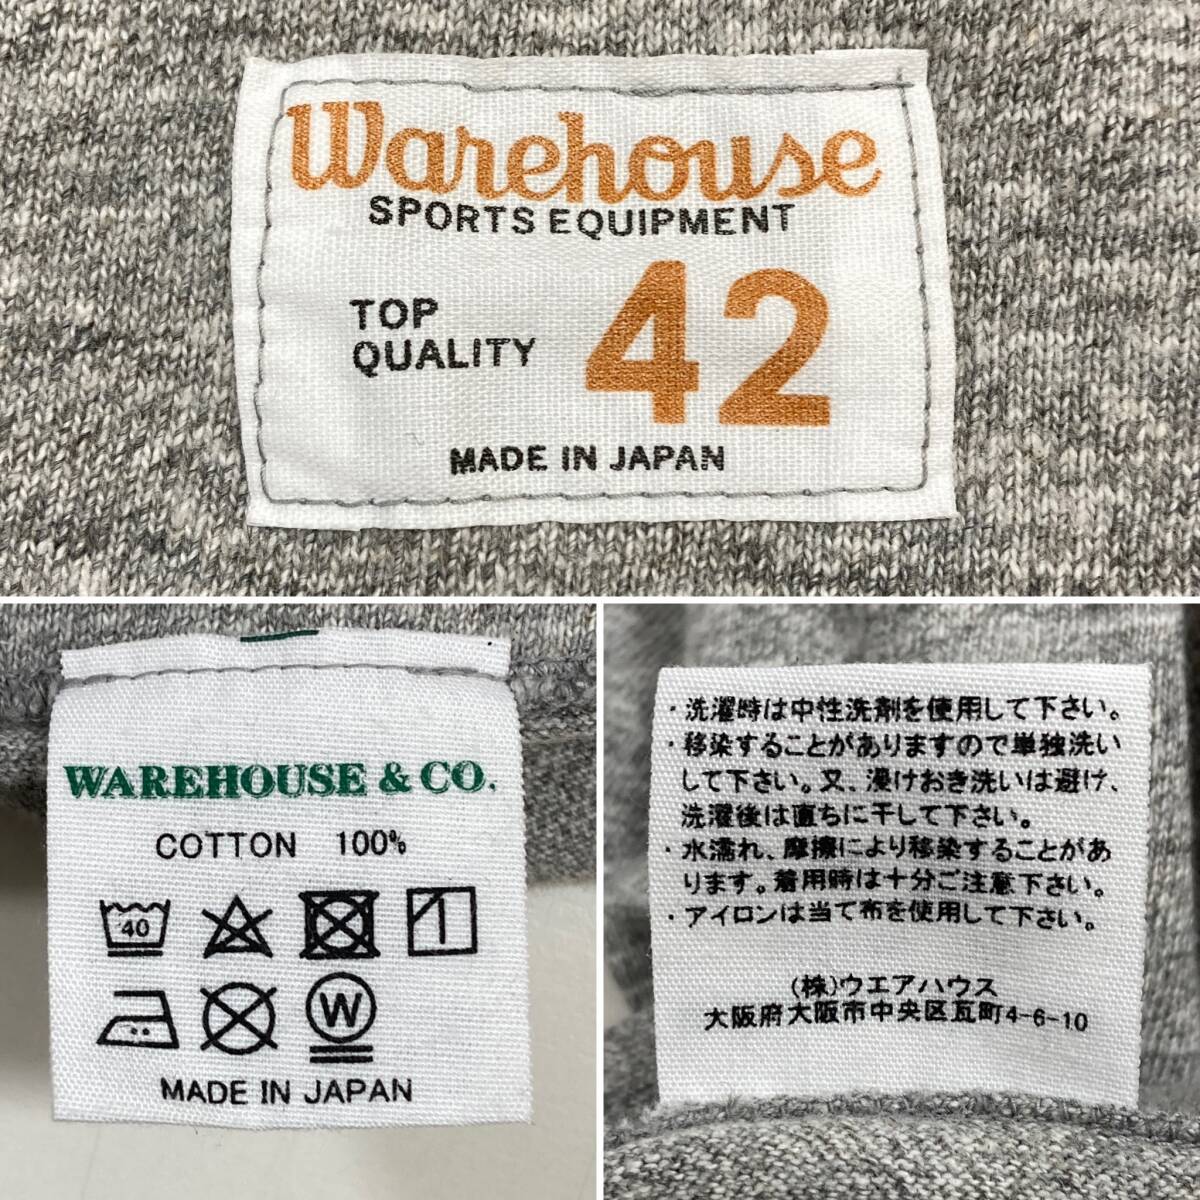 Warehouse
SPORTS EQUIPMENT
TOP
QUALITY
42
MADE IN JAPAN
WAREHOUSE & CO.
COTTON 100%
40
W
MADE IN JAPAN
・洗濯時は中性洗剤を使用して下さい。
・移染することがありますので単独洗い
して下さい。又、浸けおき洗いは避け、
洗濯後は直ちに干して下さい。
・水濡れ、摩擦により移染することがあ
ります。着用時は十分ご注意下さい。
・アイロンは当て布を使用して下さい。
(株)ウエアハウス
大阪府大阪市中央区瓦町4-6-10